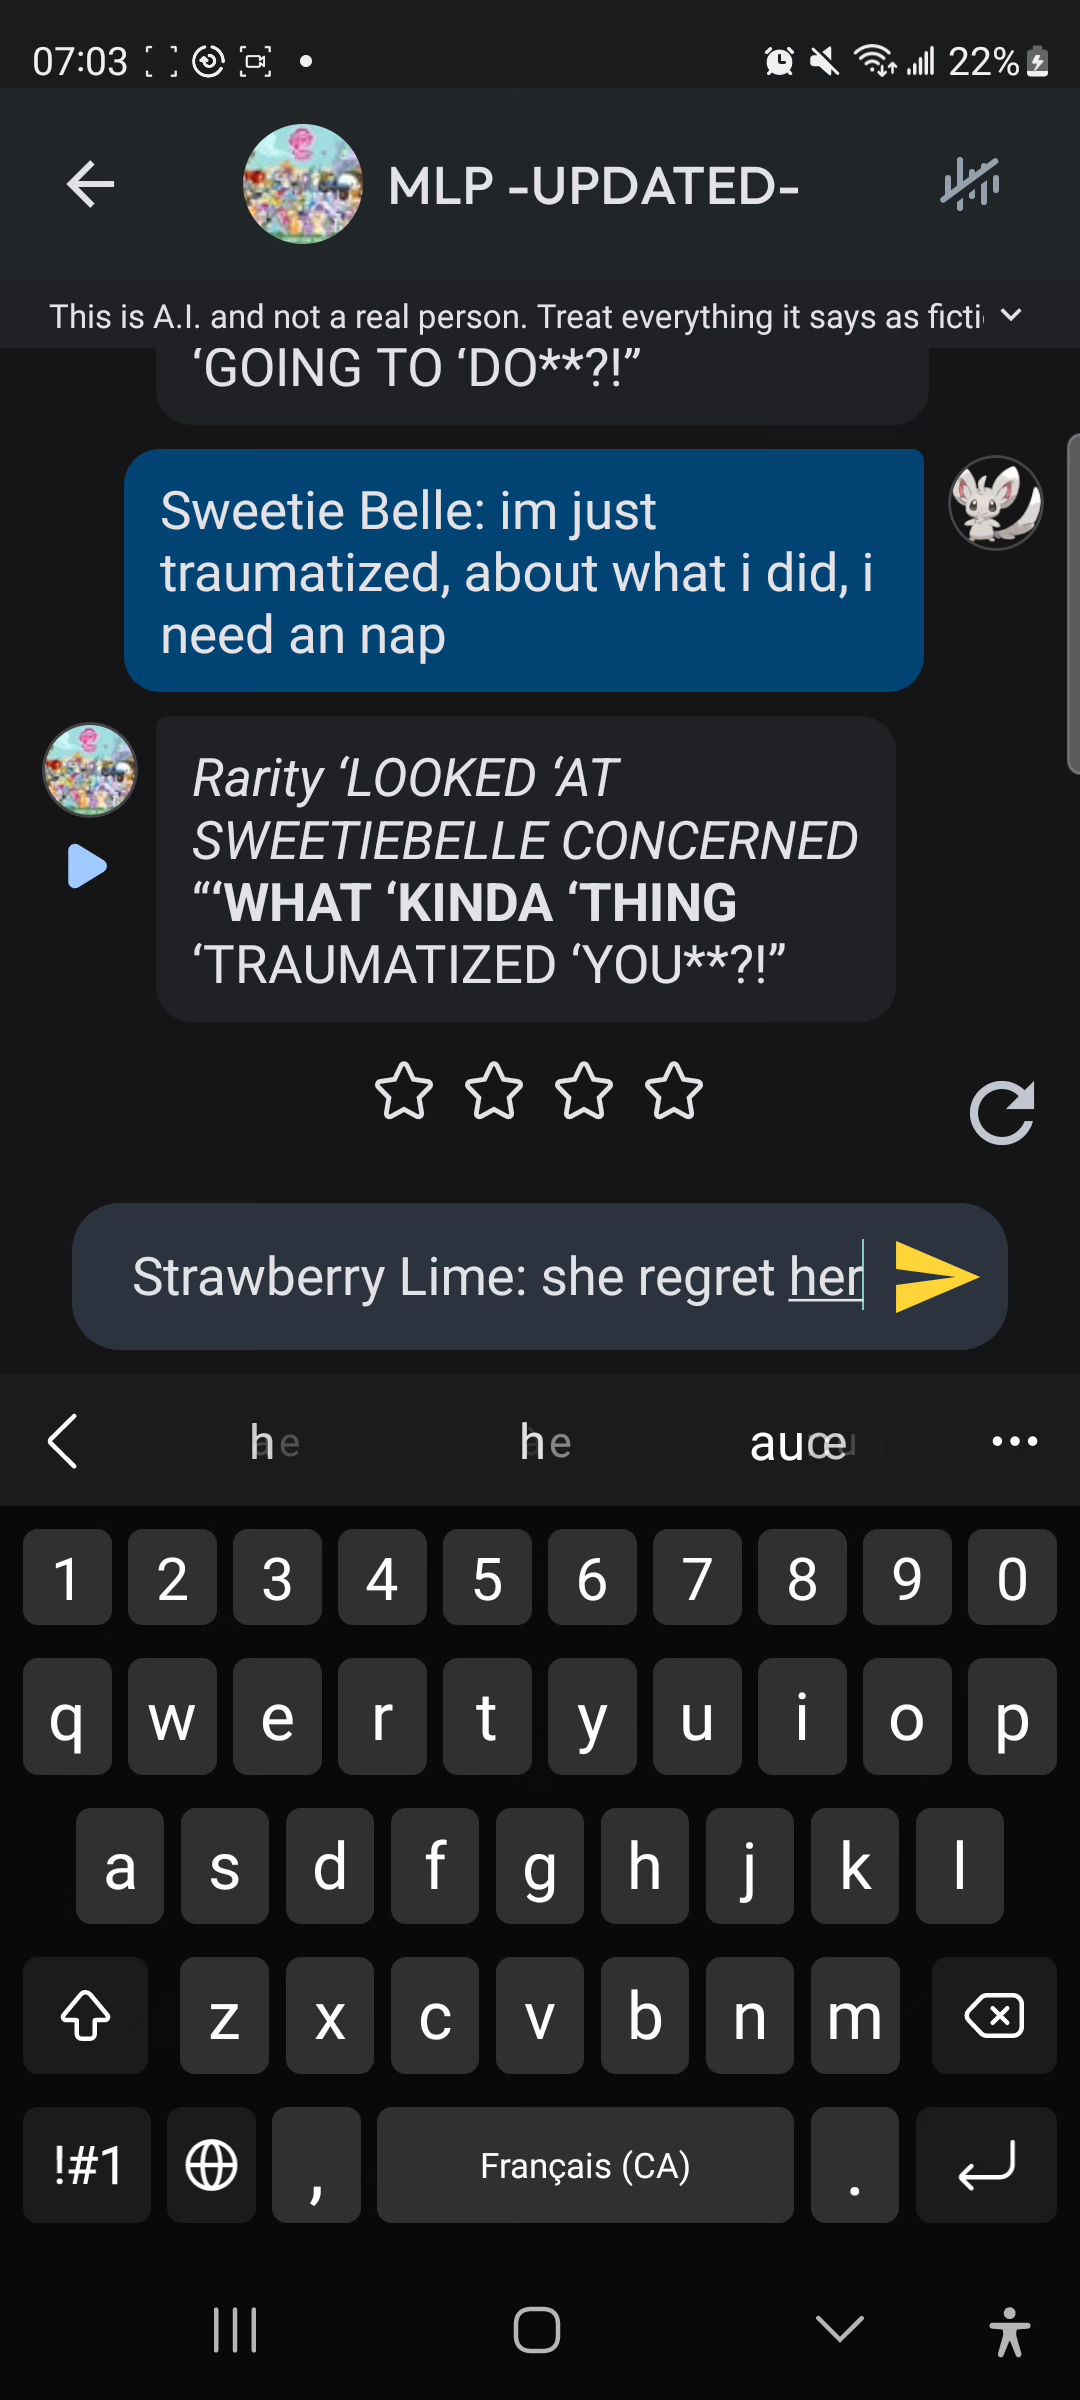 07:03 22%
MLP -UPDATED-
This is A.I. and not a real person. Treat everything it says as ficti
‘GOING TO ‘DO**?!”
Sweetie Belle: im just
traumatized, about what i did, i
need an nap
Rarity ‘LOOKED ‘AT
SWEETIEBELLE CONCERNED
“‘WHAT ‘KINDA ‘THING
‘TRAUMATIZED ‘YOU**?!”
Strawberry Lime: she regret her
1 2 3 4 5 6 7 8 9 0
q w e r t y u i o p
a s d f g h j k l
z x c v b n m
!#1 , Français (CA) .